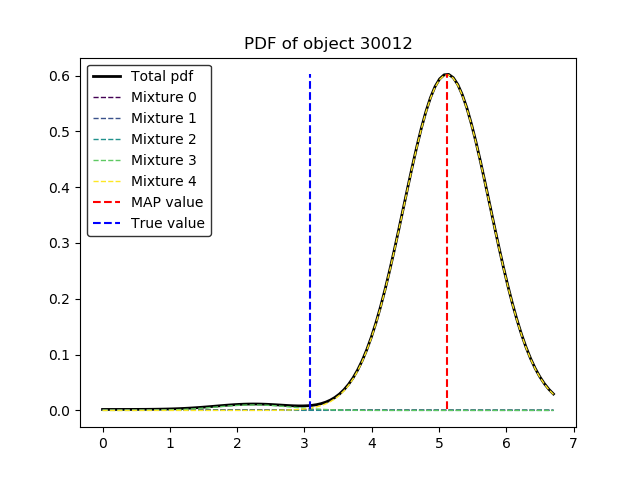 PDF of object 30012
Total pdf
Mixture 0
Mixture 1
Mixture 2
Mixture 3
Mixture 4
MAP value
True value
0.6
0.5
0.4
0.3
0.2
0.1
0.0
0 1 2 3 4 5 6 7